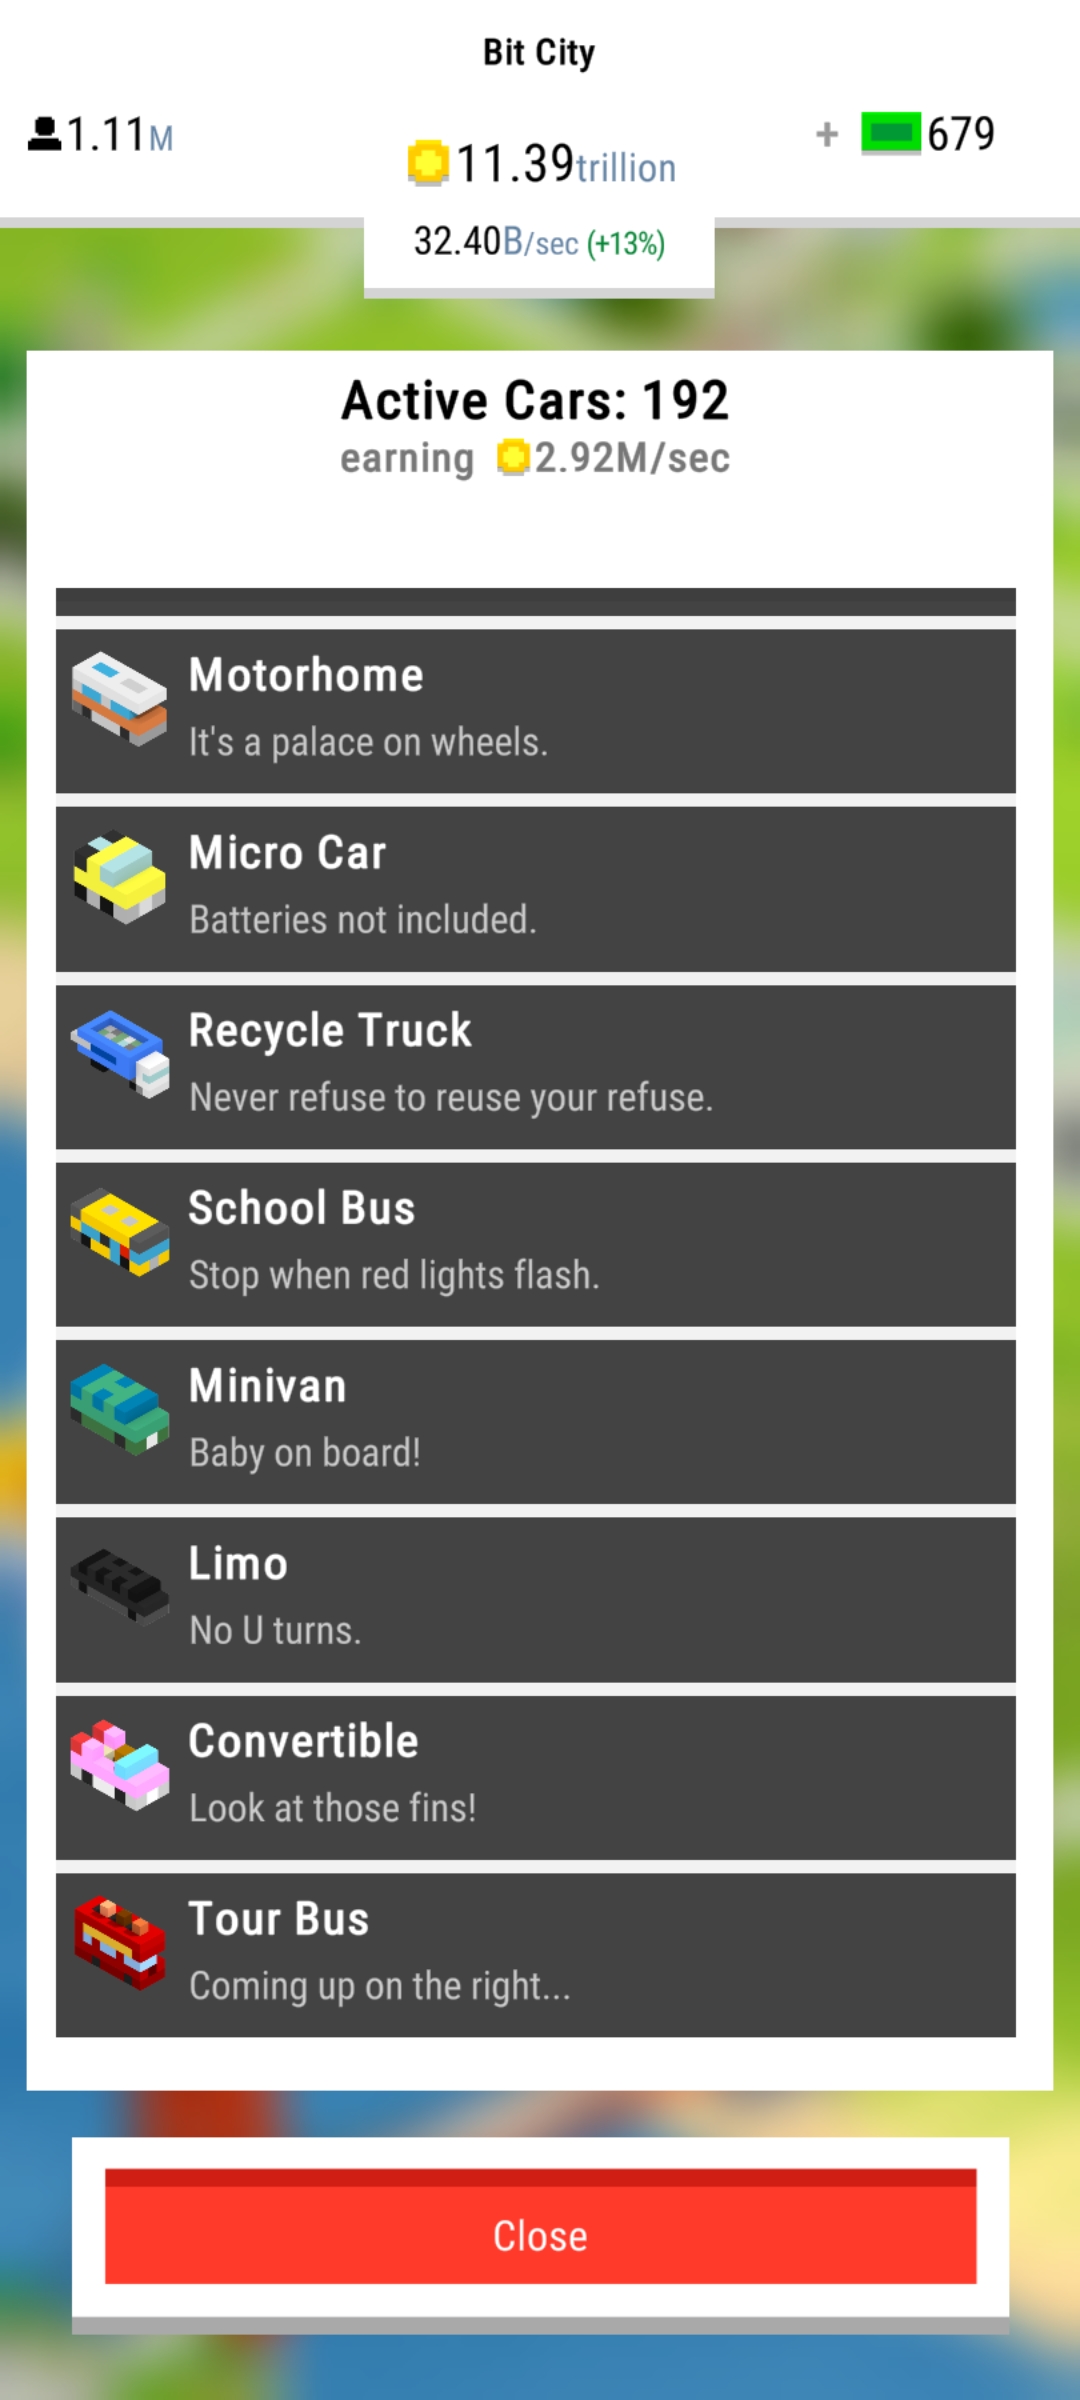 Bit City
1.11M
11.39trillion
+ 679
32.40B/sec (+13%)
Active Cars: 192
earning 2.92M/sec
Motorhome
It's a palace on wheels.
Micro Car
Batteries not included.
Recycle Truck
Never refuse to reuse your refuse.
School Bus
Stop when red lights flash.
Minivan
Baby on board!
Limo
No U turns.
Convertible
Look at those fins!
Tour Bus
Coming up on the right...
Close